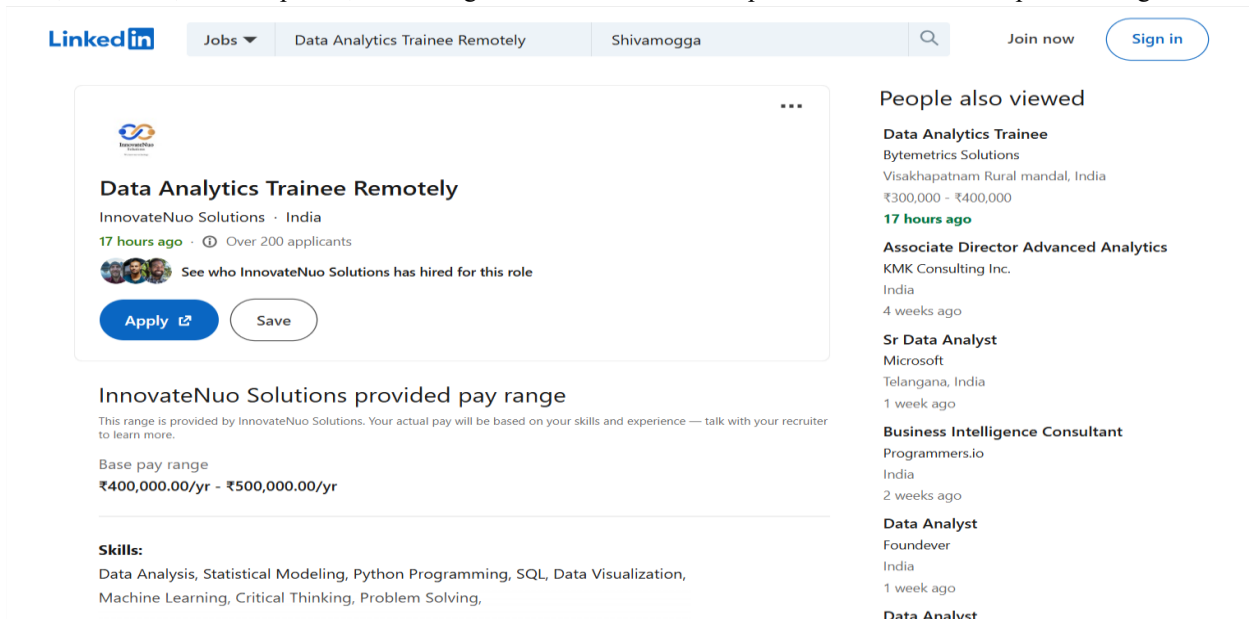 Linked in
Jobs
Data Analytics Trainee Remotely
Shivamogga
Join now
Sign in
InnovateNuo
Data Analytics Trainee Remotely
InnovateNuo Solutions · India
17 hours ago · Over 200 applicants
See who InnovateNuo Solutions has hired for this role
Apply
Save
InnovateNuo Solutions provided pay range
This range is provided by InnovateNuo Solutions. Your actual pay will be based on your skills and experience — talk with your recruiter
to learn more.
Base pay range
₹400,000.00/yr - ₹500,000.00/yr
Skills:
Data Analysis, Statistical Modeling, Python Programming, SQL, Data Visualization,
Machine Learning, Critical Thinking, Problem Solving,
People also viewed
Data Analytics Trainee
Bytemetrics Solutions
Visakhapatnam Rural mandal, India
₹300,000 - ₹400,000
17 hours ago
Associate Director Advanced Analytics
KMK Consulting Inc.
India
4 weeks ago
Sr Data Analyst
Microsoft
Telangana, India
1 week ago
Business Intelligence Consultant
Programmers.io
India
2 weeks ago
Data Analyst
Foundever
India
1 week ago
Data Analyst